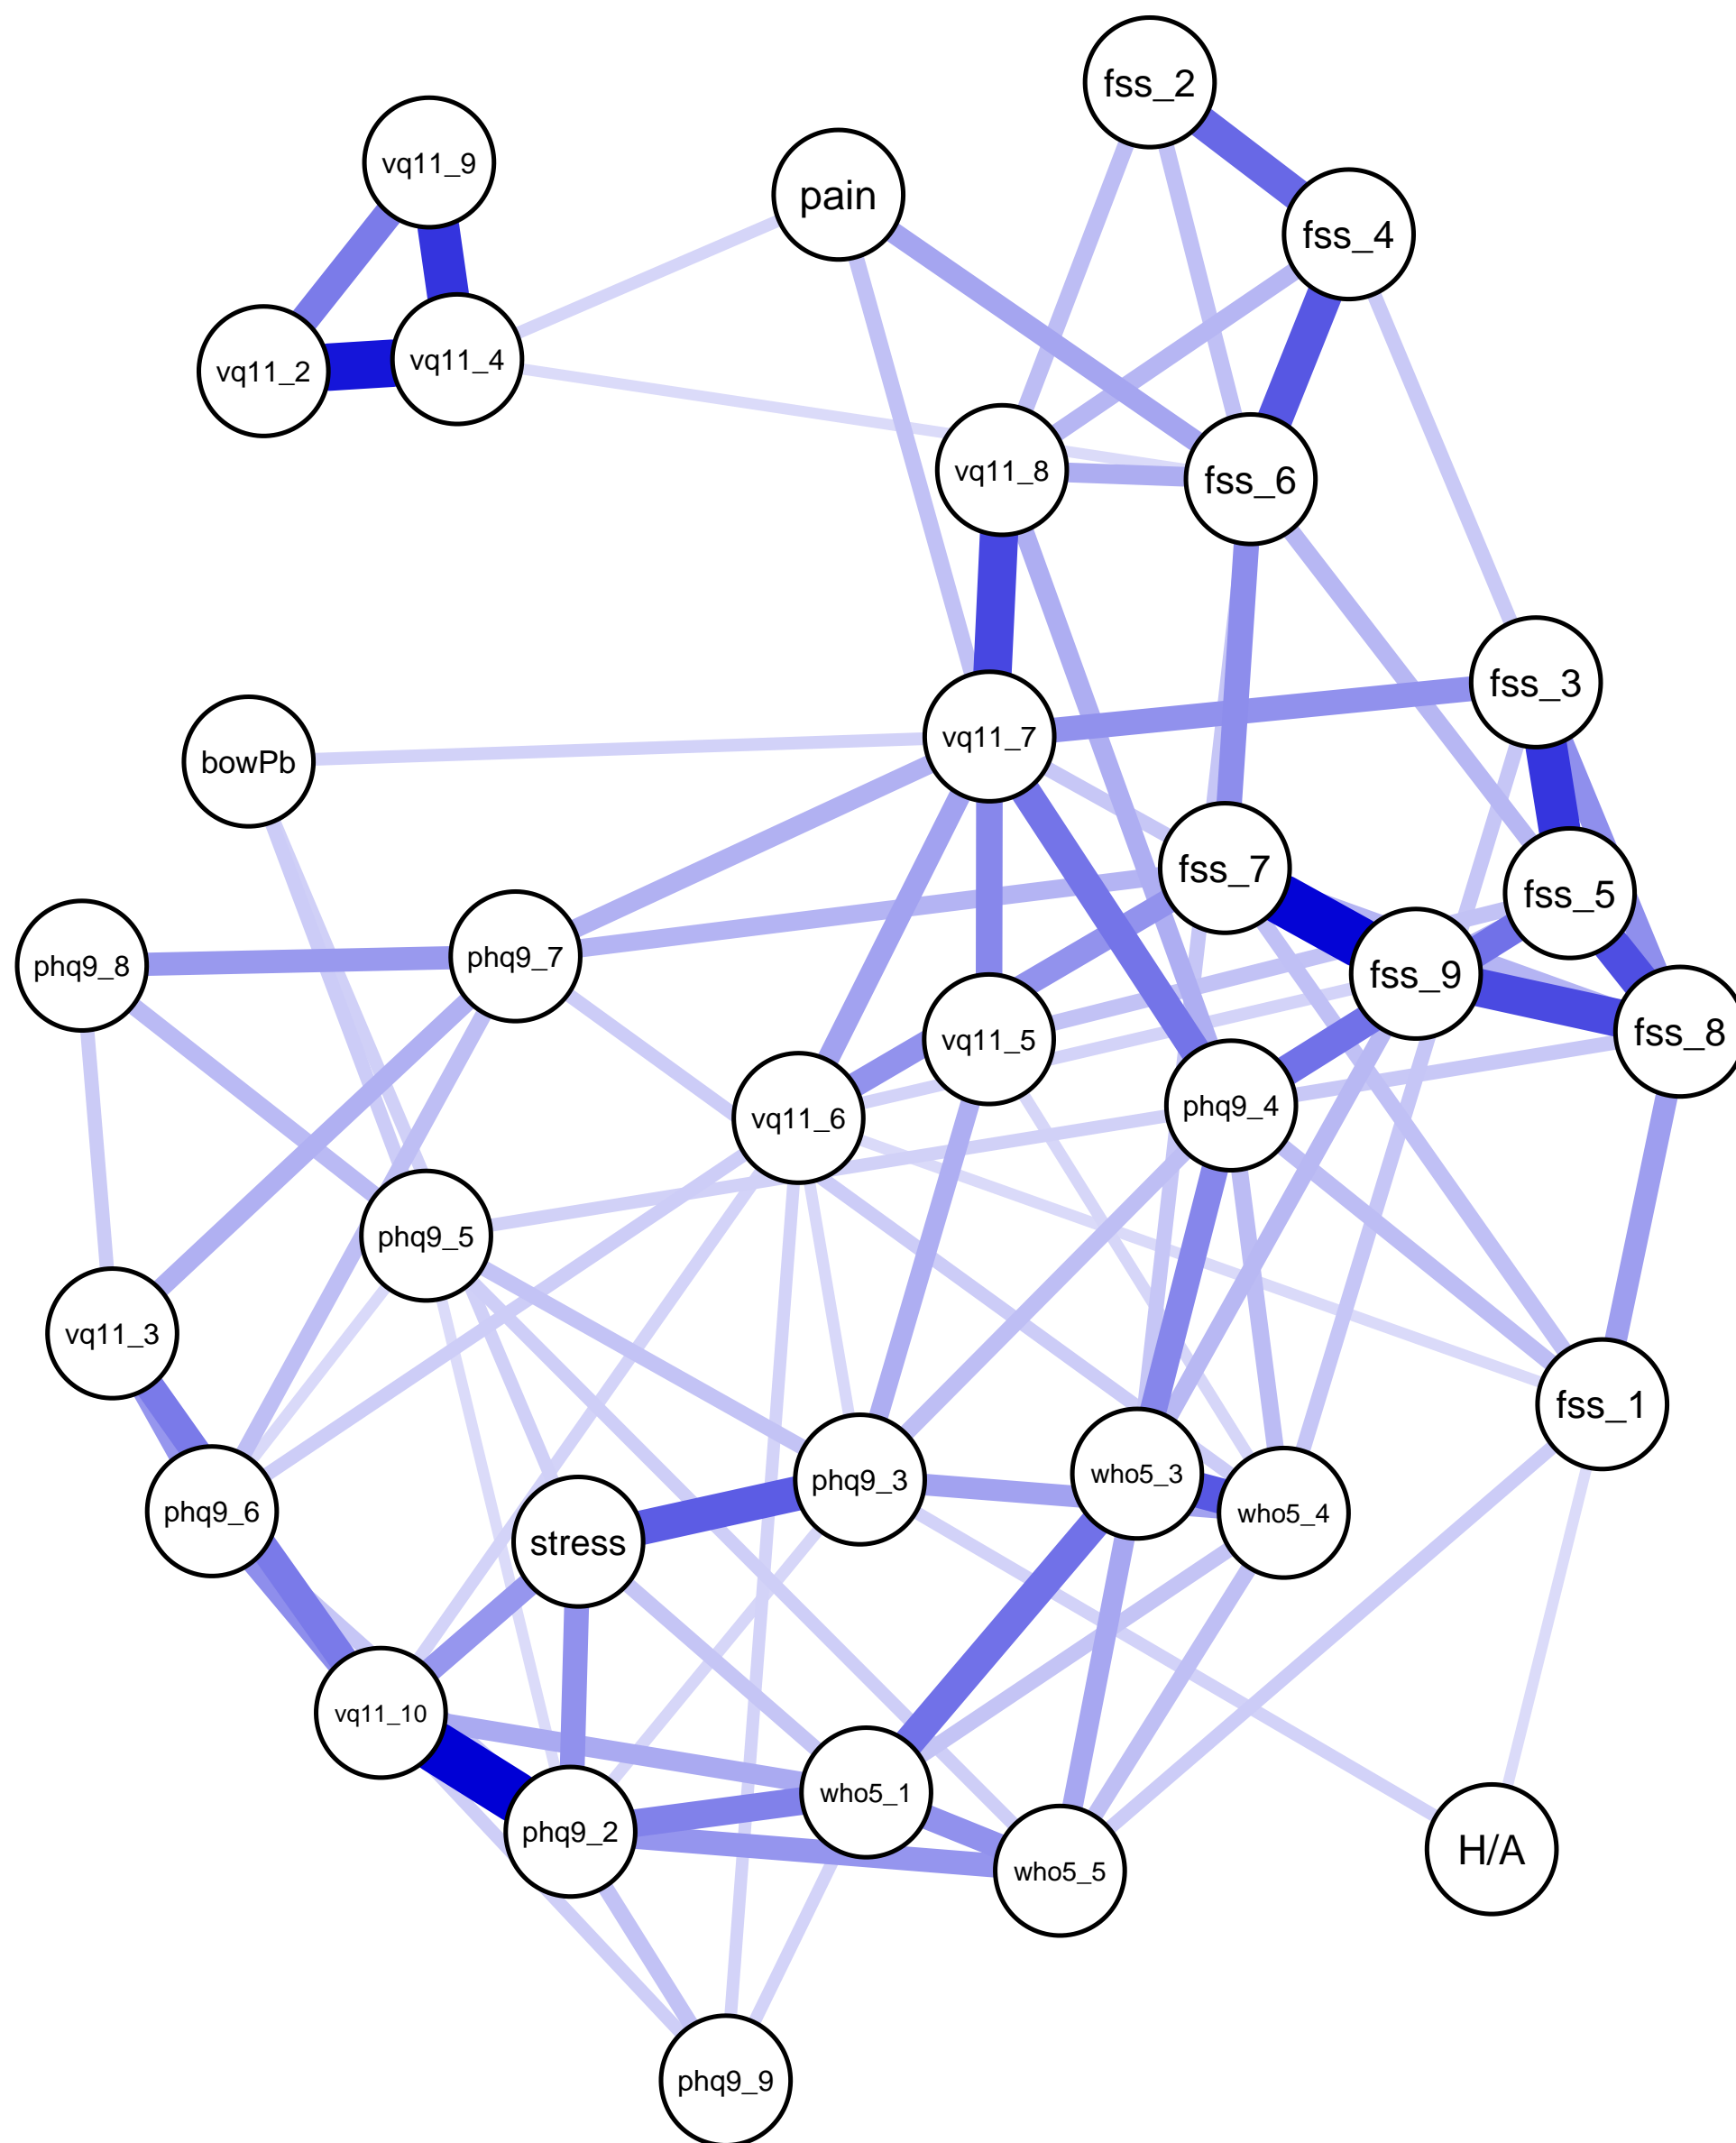 fss_2
vq11_9
pain
fss_4
vq11_2
vq11_4
vq11_8
fss_6
fss_3
bowPb
vq11_7
fss_7
fss_5
phq9_8
phq9_7
fss_9
fss_8
vq11_5
vq11_6
phq9_4
phq9_5
vq11_3
fss_1
phq9_3
who5_3
phq9_6
who5_4
stress
vq11_10
who5_1
phq9_2
H/A
who5_5
phq9_9